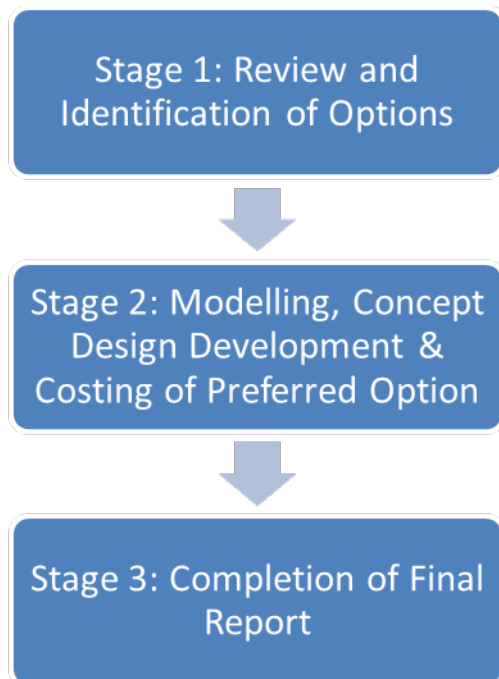 Stage 1: Review and
Identification of Options
Stage 2: Modelling, Concept
Design Development &
Costing of Preferred Option
Stage 3: Completion of Final
Report